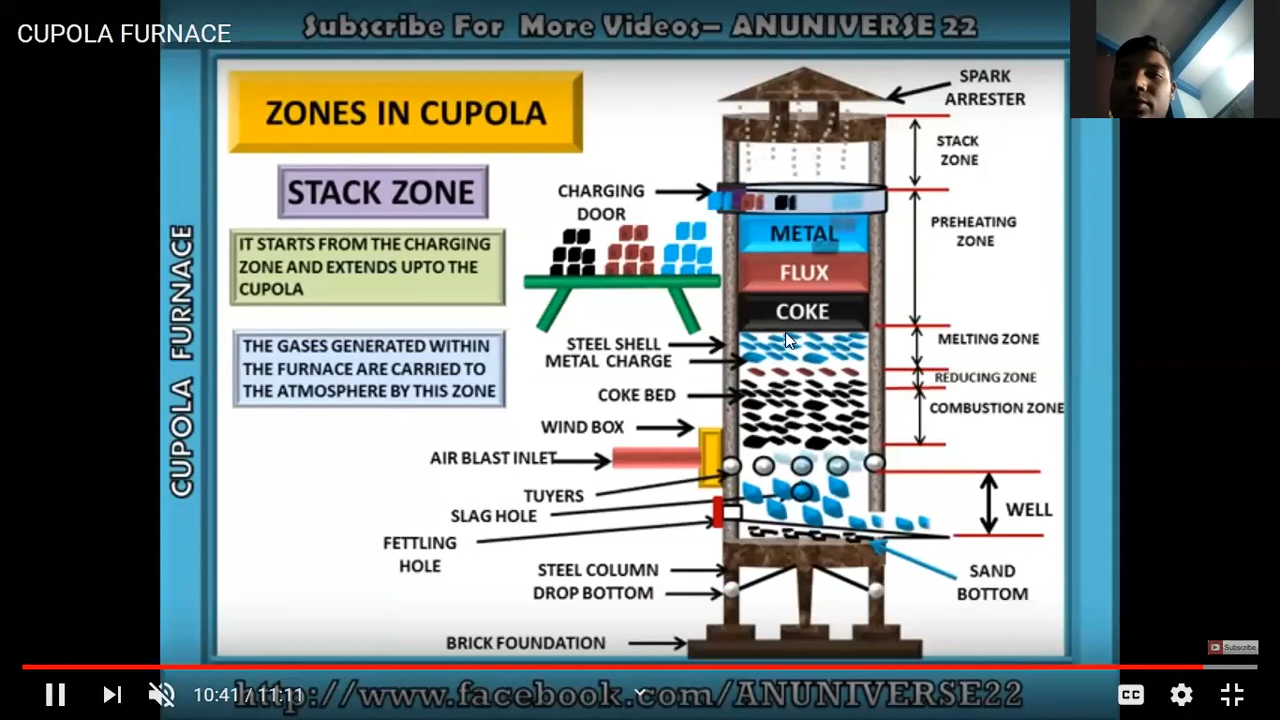 Subscribe For More Videos– ANUNIVERSE 22
CUPOLA FURNACE
ZONES IN CUPOLA
STACK ZONE
IT STARTS FROM THE CHARGING
ZONE AND EXTENDS UPTO THE
CUPOLA
THE GASES GENERATED WITHIN
THE FURNACE ARE CARRIED TO
THE ATMOSPHERE BY THIS ZONE
CUPOLA FURNACE
SPARK
ARRESTER
STACK
ZONE
CHARGING
DOOR
PREHEATING
ZONE
METAL
FLUX
COKE
STEEL SHELL
METAL CHARGE
COKE BED
WIND BOX
AIR BLAST INLET
TUYERS
SLAG HOLE
FETTLING
HOLE
STEEL COLUMN
DROP BOTTOM
BRICK FOUNDATION
MELTING ZONE
REDUCING ZONE
COMBUSTION ZONE
WELL
SAND
BOTTOM
Subscribe
10:41 / 11:11
http://www.facebook.com/ANUNIVERSE22
CC